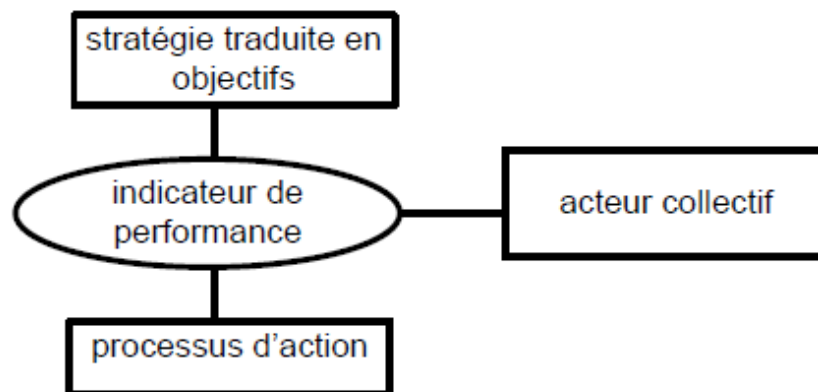 stratégie traduite en
objectifs
indicateur de
performance
acteur collectif
processus d'action